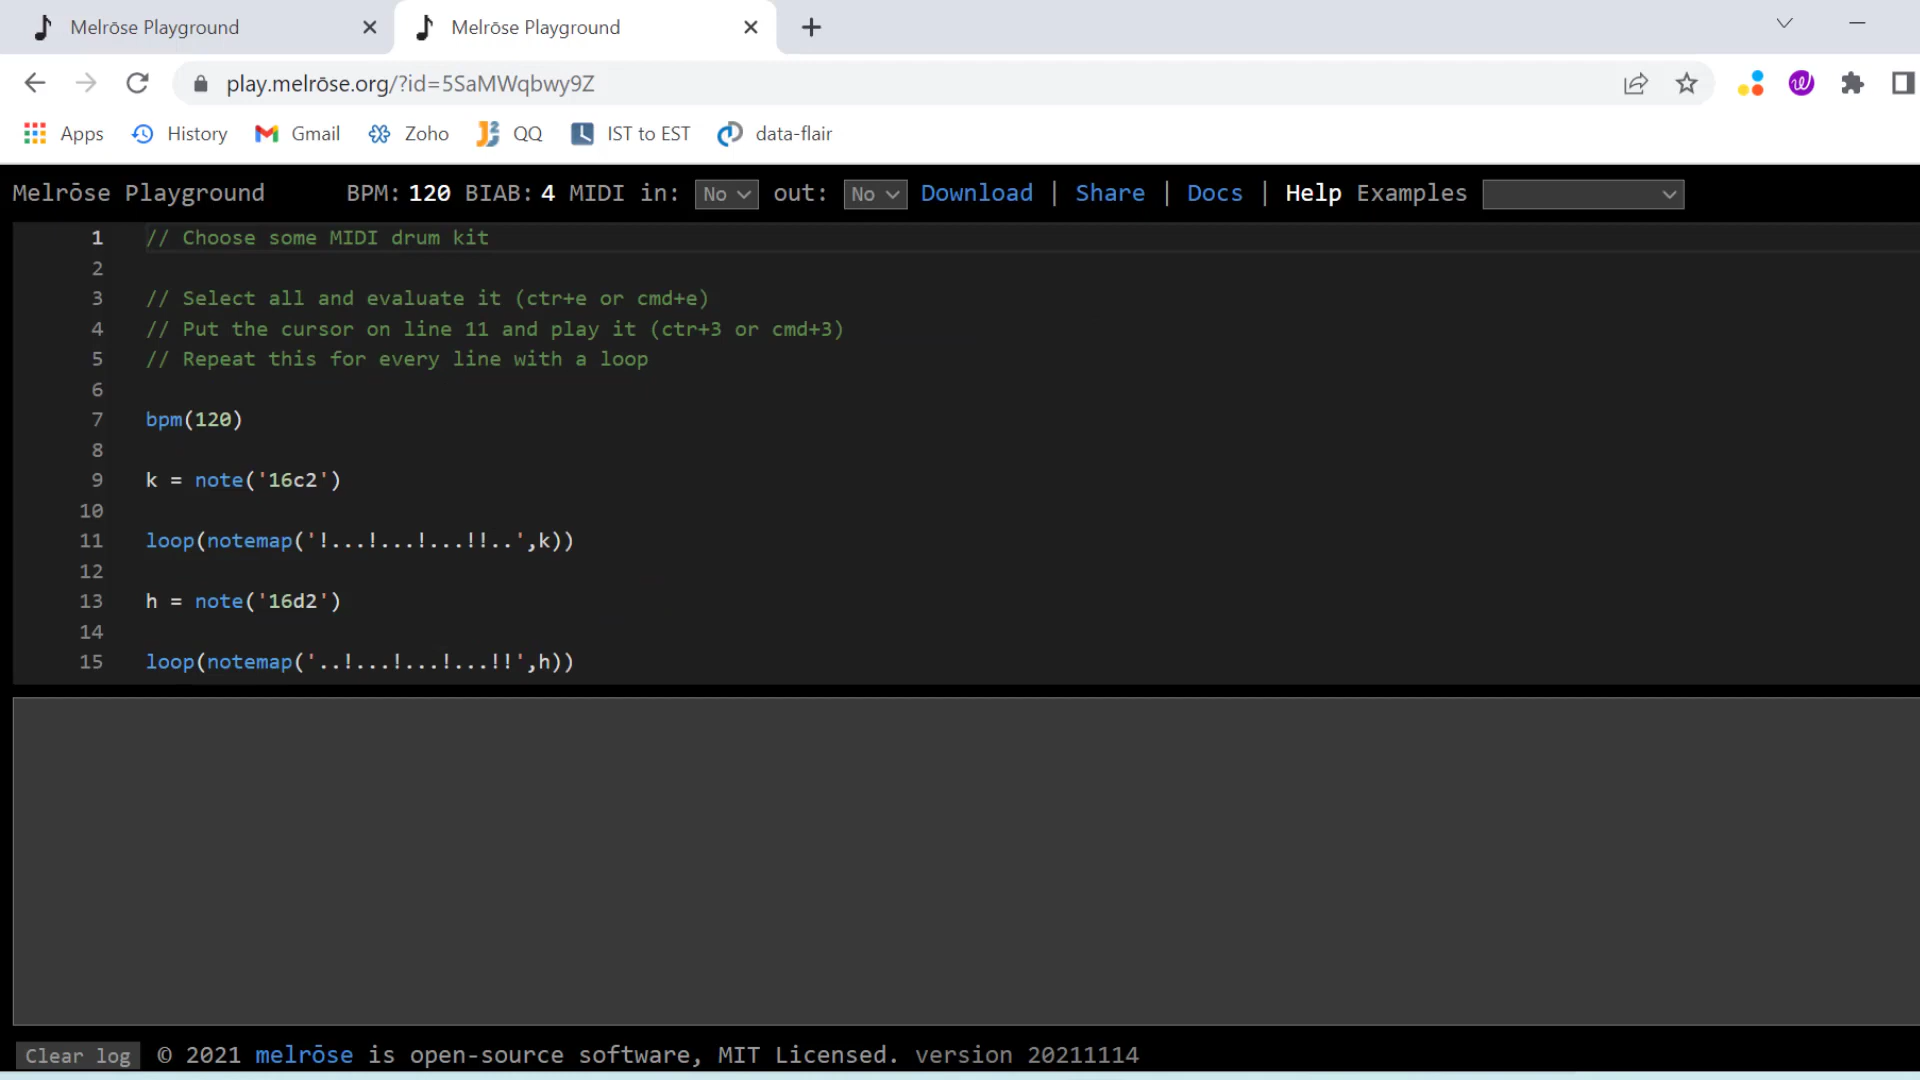 Melrōse Playground Melrōse Playground
play.melrōse.org/?id=5SaMWqbwy9Z
Apps History Gmail Zoho QQ IST to EST data-flair
Melrōse Playground BPM: 120 BIAB: 4 MIDI in: No out: No Download | Share | Docs | Help Examples
1 // Choose some MIDI drum kit
2
3 // Select all and evaluate it (ctr+e or cmd+e)
4 // Put the cursor on line 11 and play it (ctr+3 or cmd+3)
5 // Repeat this for every line with a loop
6
7 bpm(120)
8
9 k = note('16c2')
10
11 loop(notemap('!...!...!...!!..',k))
12
13 h = note('16d2')
14
15 loop(notemap('..!...!...!...!!',h))
Clear log © 2021 melrōse is open-source software, MIT Licensed. version 20211114